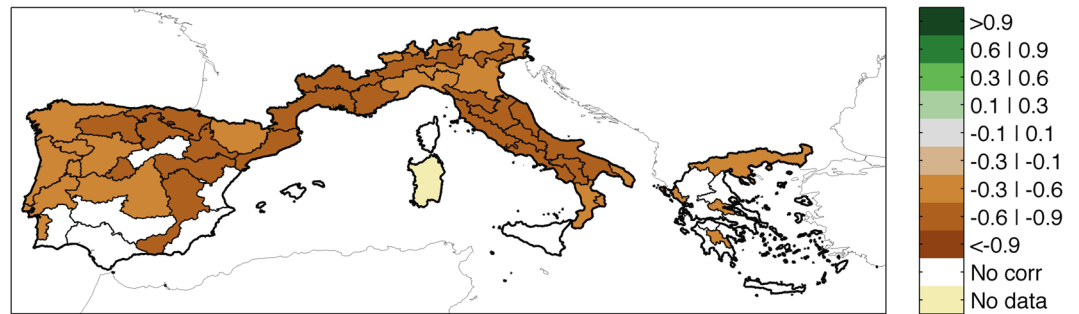 >0.9
0.6 | 0.9
0.3 | 0.6
0.1 | 0.3
-0.1 | 0.1
-0.3 | -0.1
-0.3 | -0.6
-0.6 | -0.9
<-0.9
No corr
No data